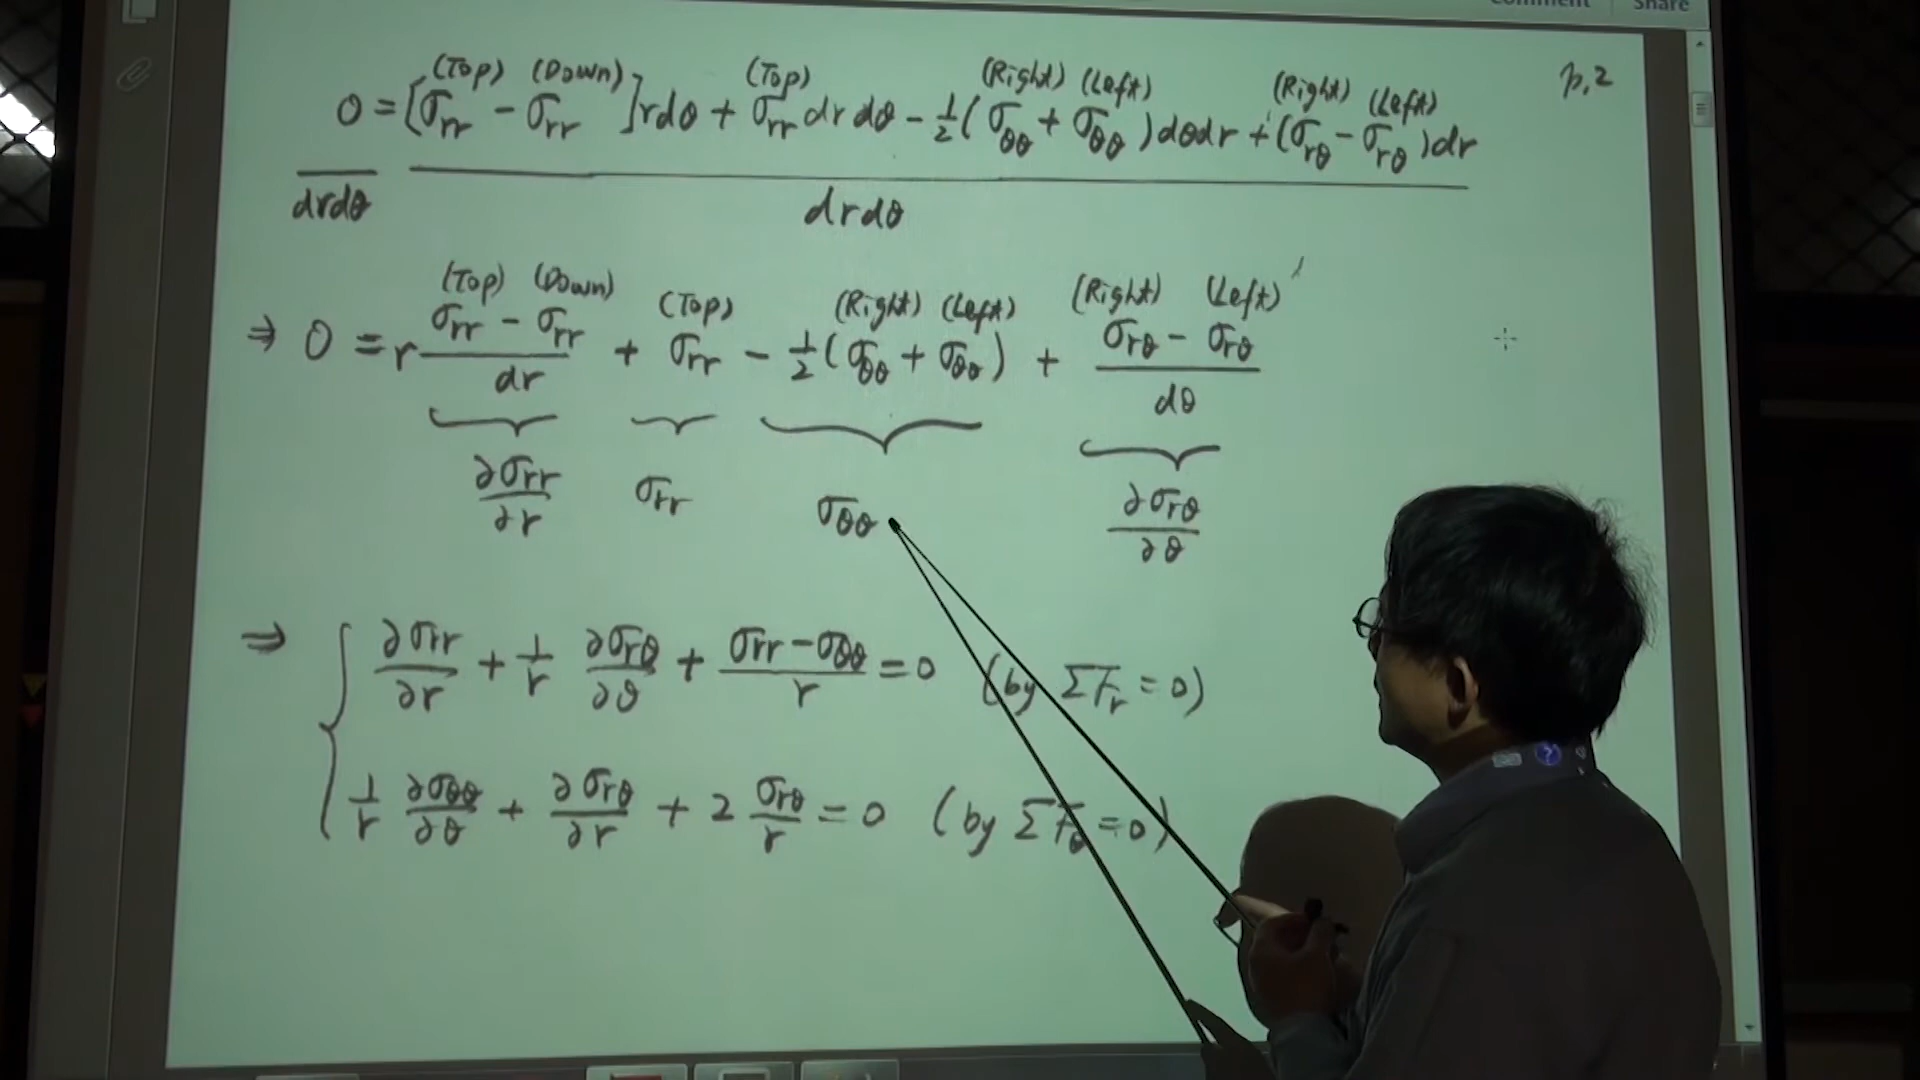 Comment Share
p.2
(Top) (Down) (Top) (Right) (Left) (Right) (Left)
0 = [σrr − σrr] r dθ + σrr dr dθ − 1/2 (σθθ + σθθ) dθ dr + (σrθ − σrθ) dr
drdθ drdθ
(Top) (Down) (Top) (Right) (Left) (Right) (Left)
⇒ 0 = r (σrr − σrr)/dr + σrr − 1/2 (σθθ + σθθ) + (σrθ − σrθ)/dθ
∂σrr/∂r σrr σθθ ∂σrθ/∂θ
⇒ { ∂σrr/∂r + 1/r ∂σrθ/∂θ + (σrr − σθθ)/r = 0 (by ΣFr = 0)
1/r ∂σθθ/∂θ + ∂σrθ/∂r + 2 σrθ/r = 0 (by ΣFθ = 0)